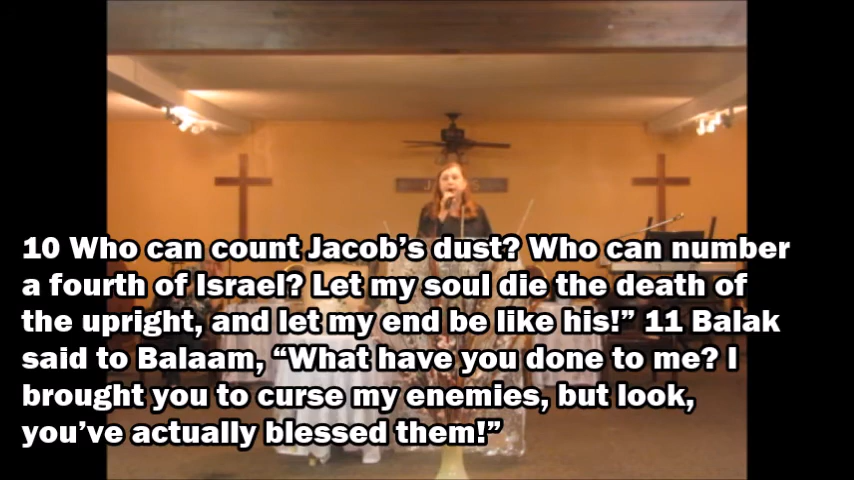 10 Who can count Jacob’s dust? Who can number
a fourth of Israel? Let my soul die the death of
the upright, and let my end be like his!” 11 Balak
said to Balaam, “What have you done to me? I
brought you to curse my enemies, but look,
you’ve actually blessed them!”